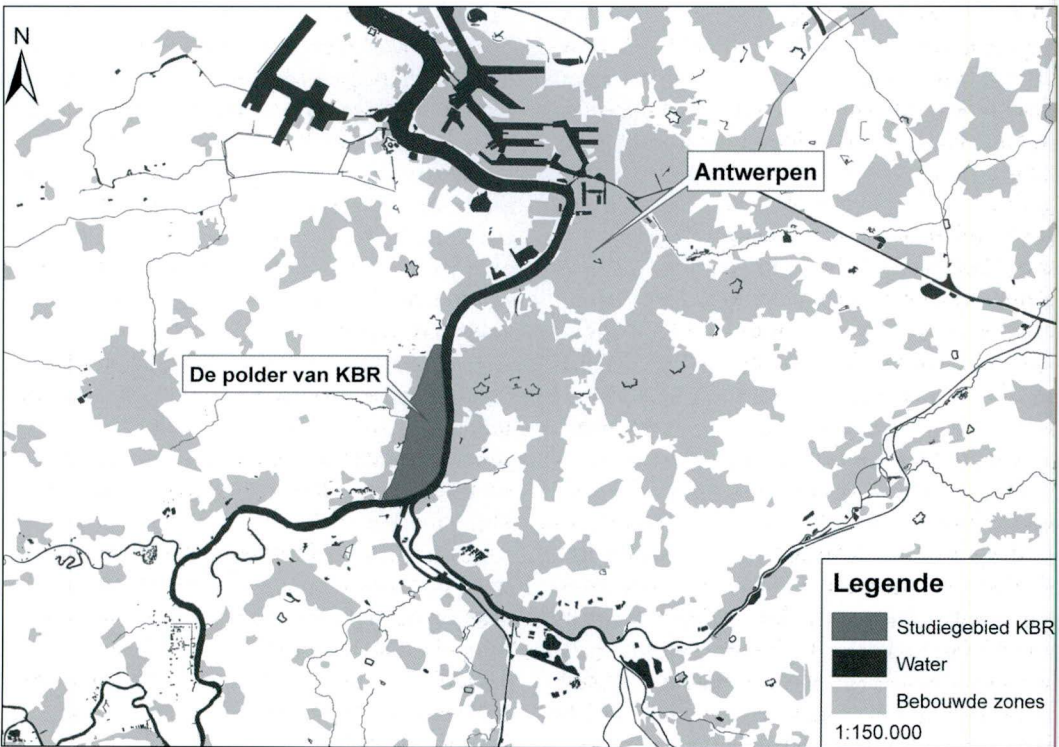 N
Antwerpen
De polder van KBR
Legende
Studiegebied KBR
Water
Bebouwde zones
1:150.000